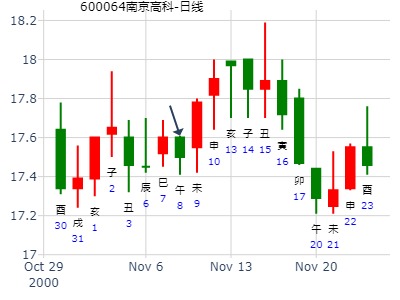 600064南京高科-日线
18.2
18
17.8
17.6
17.4
17.2
17
酉
30
戌
31
亥
1
子
2
丑
3
辰
6
巳
7
午
8
未
9
申
10
亥
13
子
14
丑
15
寅
16
卯
17
午
20
未
21
申
22
酉
23
Oct 29
2000
Nov 6
Nov 13
Nov 20